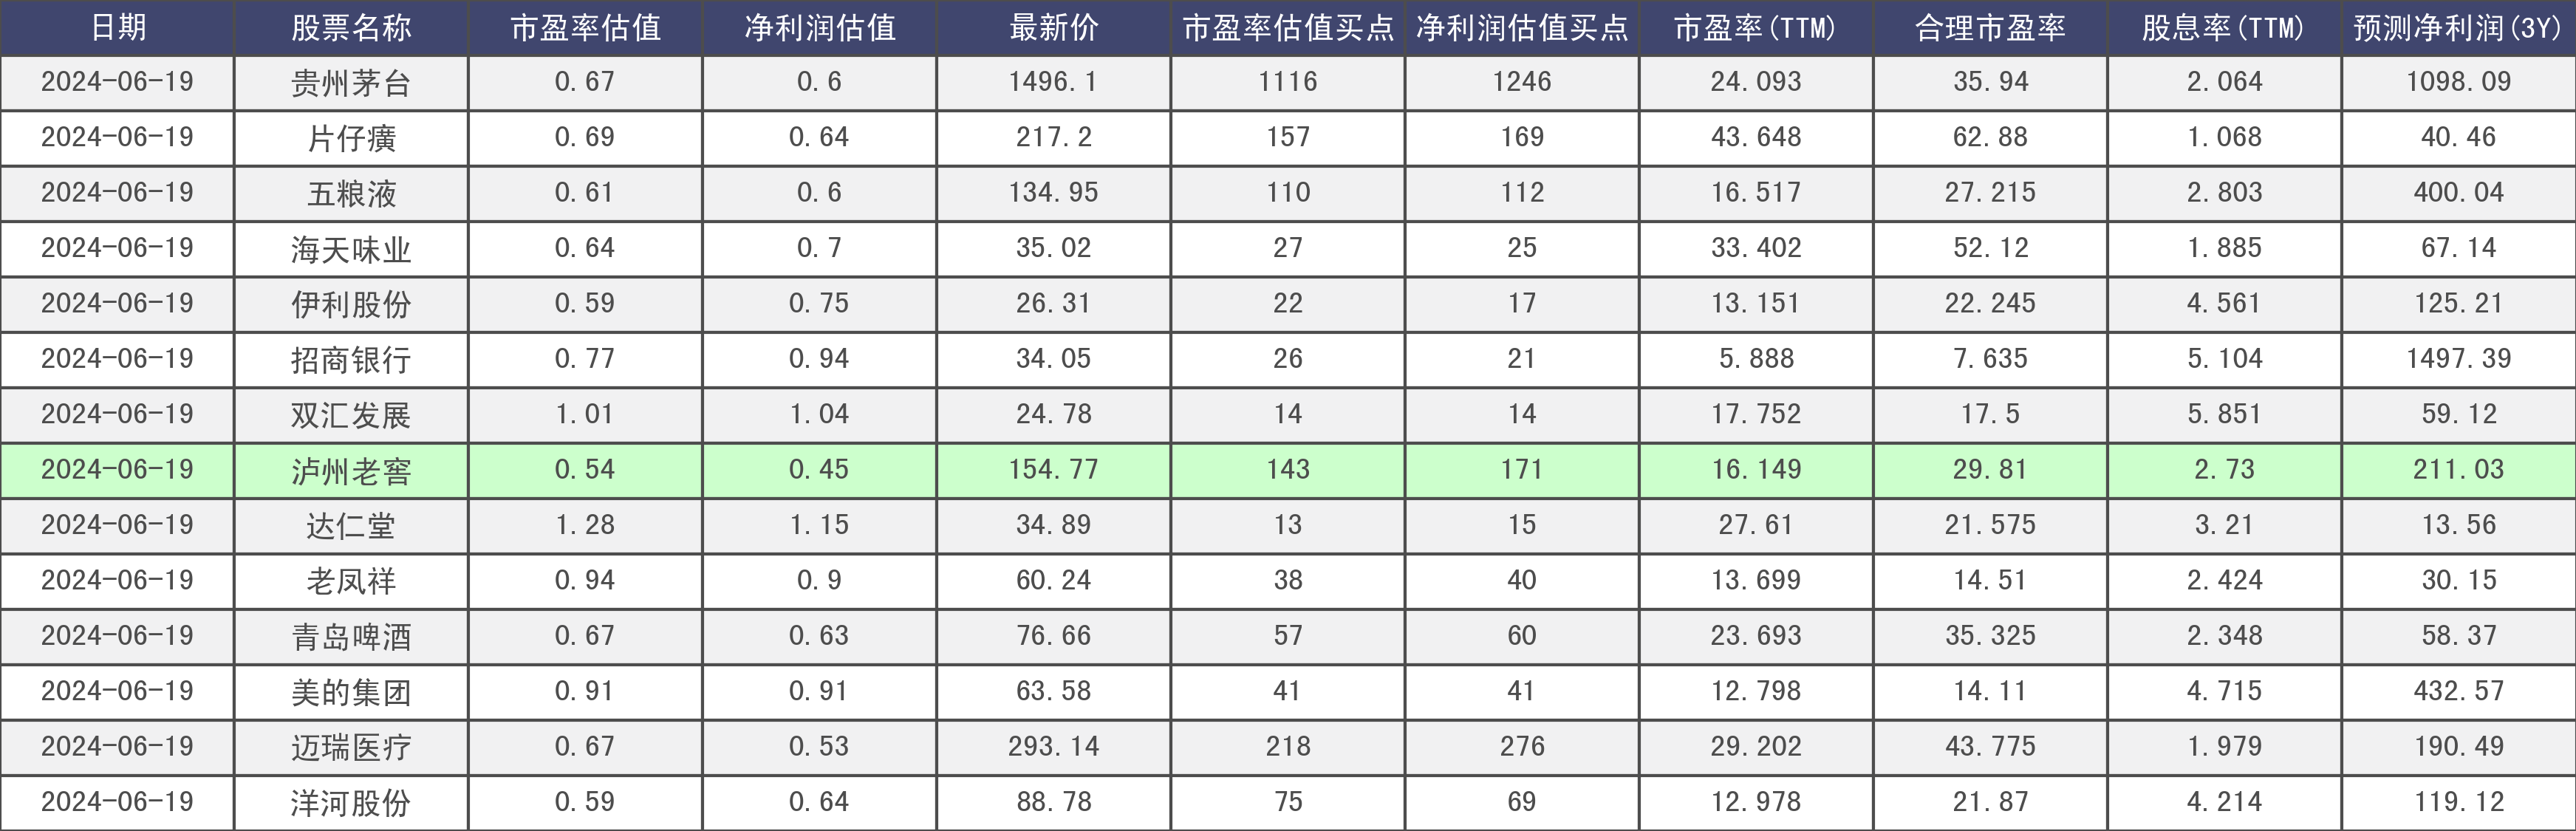 日期 股票名称 市盈率估值 净利润估值 最新价 市盈率估值买点 净利润估值买点 市盈率(TTM) 合理市盈率 股息率(TTM) 预测净利润(3Y)
2024-06-19 贵州茅台 0.67 0.6 1496.1 1116 1246 24.093 35.94 2.064 1098.09
2024-06-19 片仔癀 0.69 0.64 217.2 157 169 43.648 62.88 1.068 40.46
2024-06-19 五粮液 0.61 0.6 134.95 110 112 16.517 27.215 2.803 400.04
2024-06-19 海天味业 0.64 0.7 35.02 27 25 33.402 52.12 1.885 67.14
2024-06-19 伊利股份 0.59 0.75 26.31 22 17 13.151 22.245 4.561 125.21
2024-06-19 招商银行 0.77 0.94 34.05 26 21 5.888 7.635 5.104 1497.39
2024-06-19 双汇发展 1.01 1.04 24.78 14 14 17.752 17.5 5.851 59.12
2024-06-19 泸州老窖 0.54 0.45 154.77 143 171 16.149 29.81 2.73 211.03
2024-06-19 达仁堂 1.28 1.15 34.89 13 15 27.61 21.575 3.21 13.56
2024-06-19 老凤祥 0.94 0.9 60.24 38 40 13.699 14.51 2.424 30.15
2024-06-19 青岛啤酒 0.67 0.63 76.66 57 60 23.693 35.325 2.348 58.37
2024-06-19 美的集团 0.91 0.91 63.58 41 41 12.798 14.11 4.715 432.57
2024-06-19 迈瑞医疗 0.67 0.53 293.14 218 276 29.202 43.775 1.979 190.49
2024-06-19 洋河股份 0.59 0.64 88.78 75 69 12.978 21.87 4.214 119.12